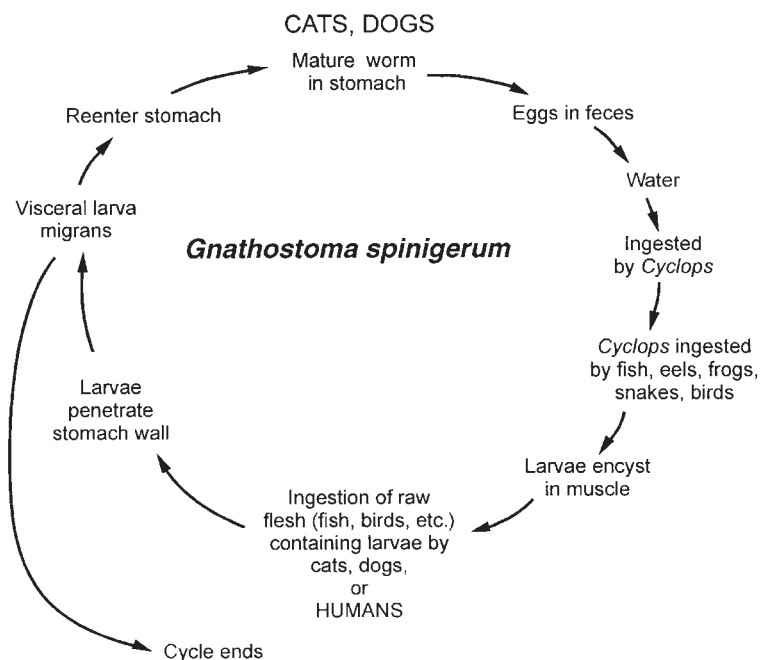 CATS, DOGS
Mature worm
in stomach
Eggs in feces
Water
Ingested
by Cyclops
Cyclops ingested
by fish, eels, frogs,
snakes, birds
Larvae encyst
in muscle
Ingestion of raw
flesh (fish, birds, etc.)
containing larvae by
cats, dogs,
or
HUMANS
Larvae
penetrate
stomach wall
Visceral larva
migrans
Reenter stomach
Gnathostoma spinigerum
Cycle ends